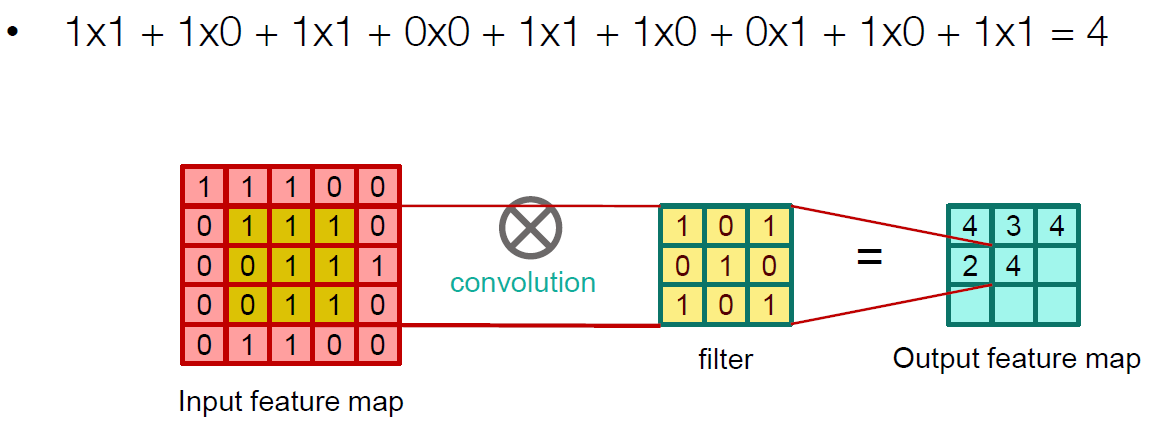 • 1x1 + 1x0 + 1x1 + 0x0 + 1x1 + 1x0 + 0x1 + 1x0 + 1x1 = 4
1 1 1 0 0
0 1 1 1 0
0 0 1 1 1
0 0 1 1 0
0 1 1 0 0
Input feature map
convolution
1 0 1
0 1 0
1 0 1
filter
=
4 3 4
2 4
Output feature map